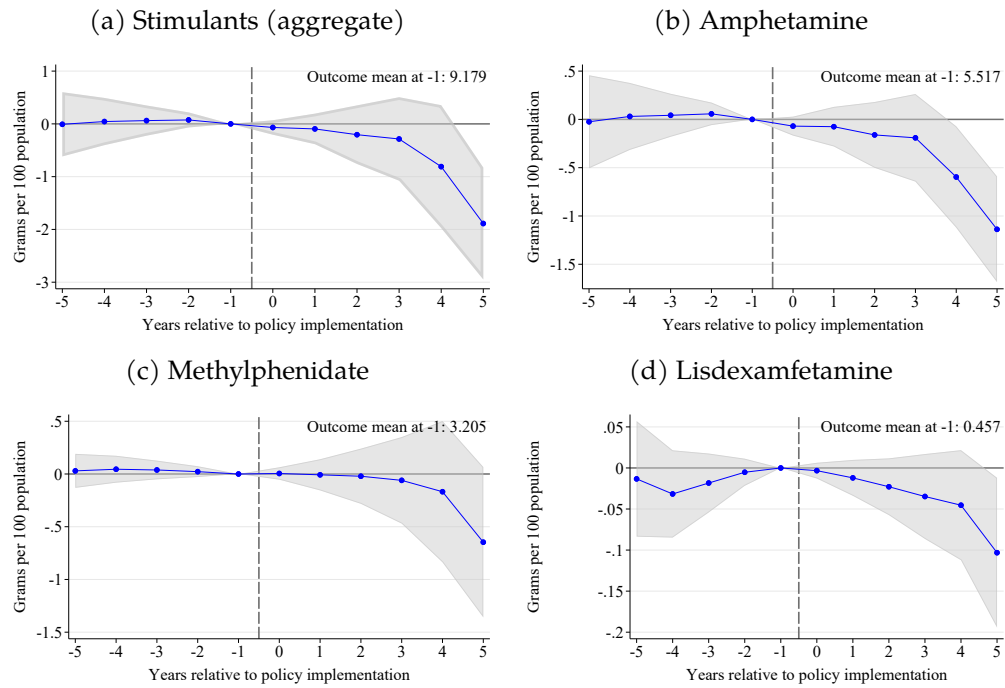 (a) Stimulants (aggregate)
Outcome mean at -1: 9.179
Grams per 100 population
1
0
-1
-2
-3
-5 -4 -3 -2 -1 0 1 2 3 4 5
Years relative to policy implementation
(b) Amphetamine
Outcome mean at -1: 5.517
Grams per 100 population
.5
0
-.5
-1
-1.5
-5 -4 -3 -2 -1 0 1 2 3 4 5
Years relative to policy implementation
(c) Methylphenidate
Outcome mean at -1: 3.205
Grams per 100 population
.5
0
-.5
-1
-1.5
-5 -4 -3 -2 -1 0 1 2 3 4 5
Years relative to policy implementation
(d) Lisdexamfetamine
Outcome mean at -1: 0.457
Grams per 100 population
.05
0
-.05
-.1
-.15
-.2
-5 -4 -3 -2 -1 0 1 2 3 4 5
Years relative to policy implementation